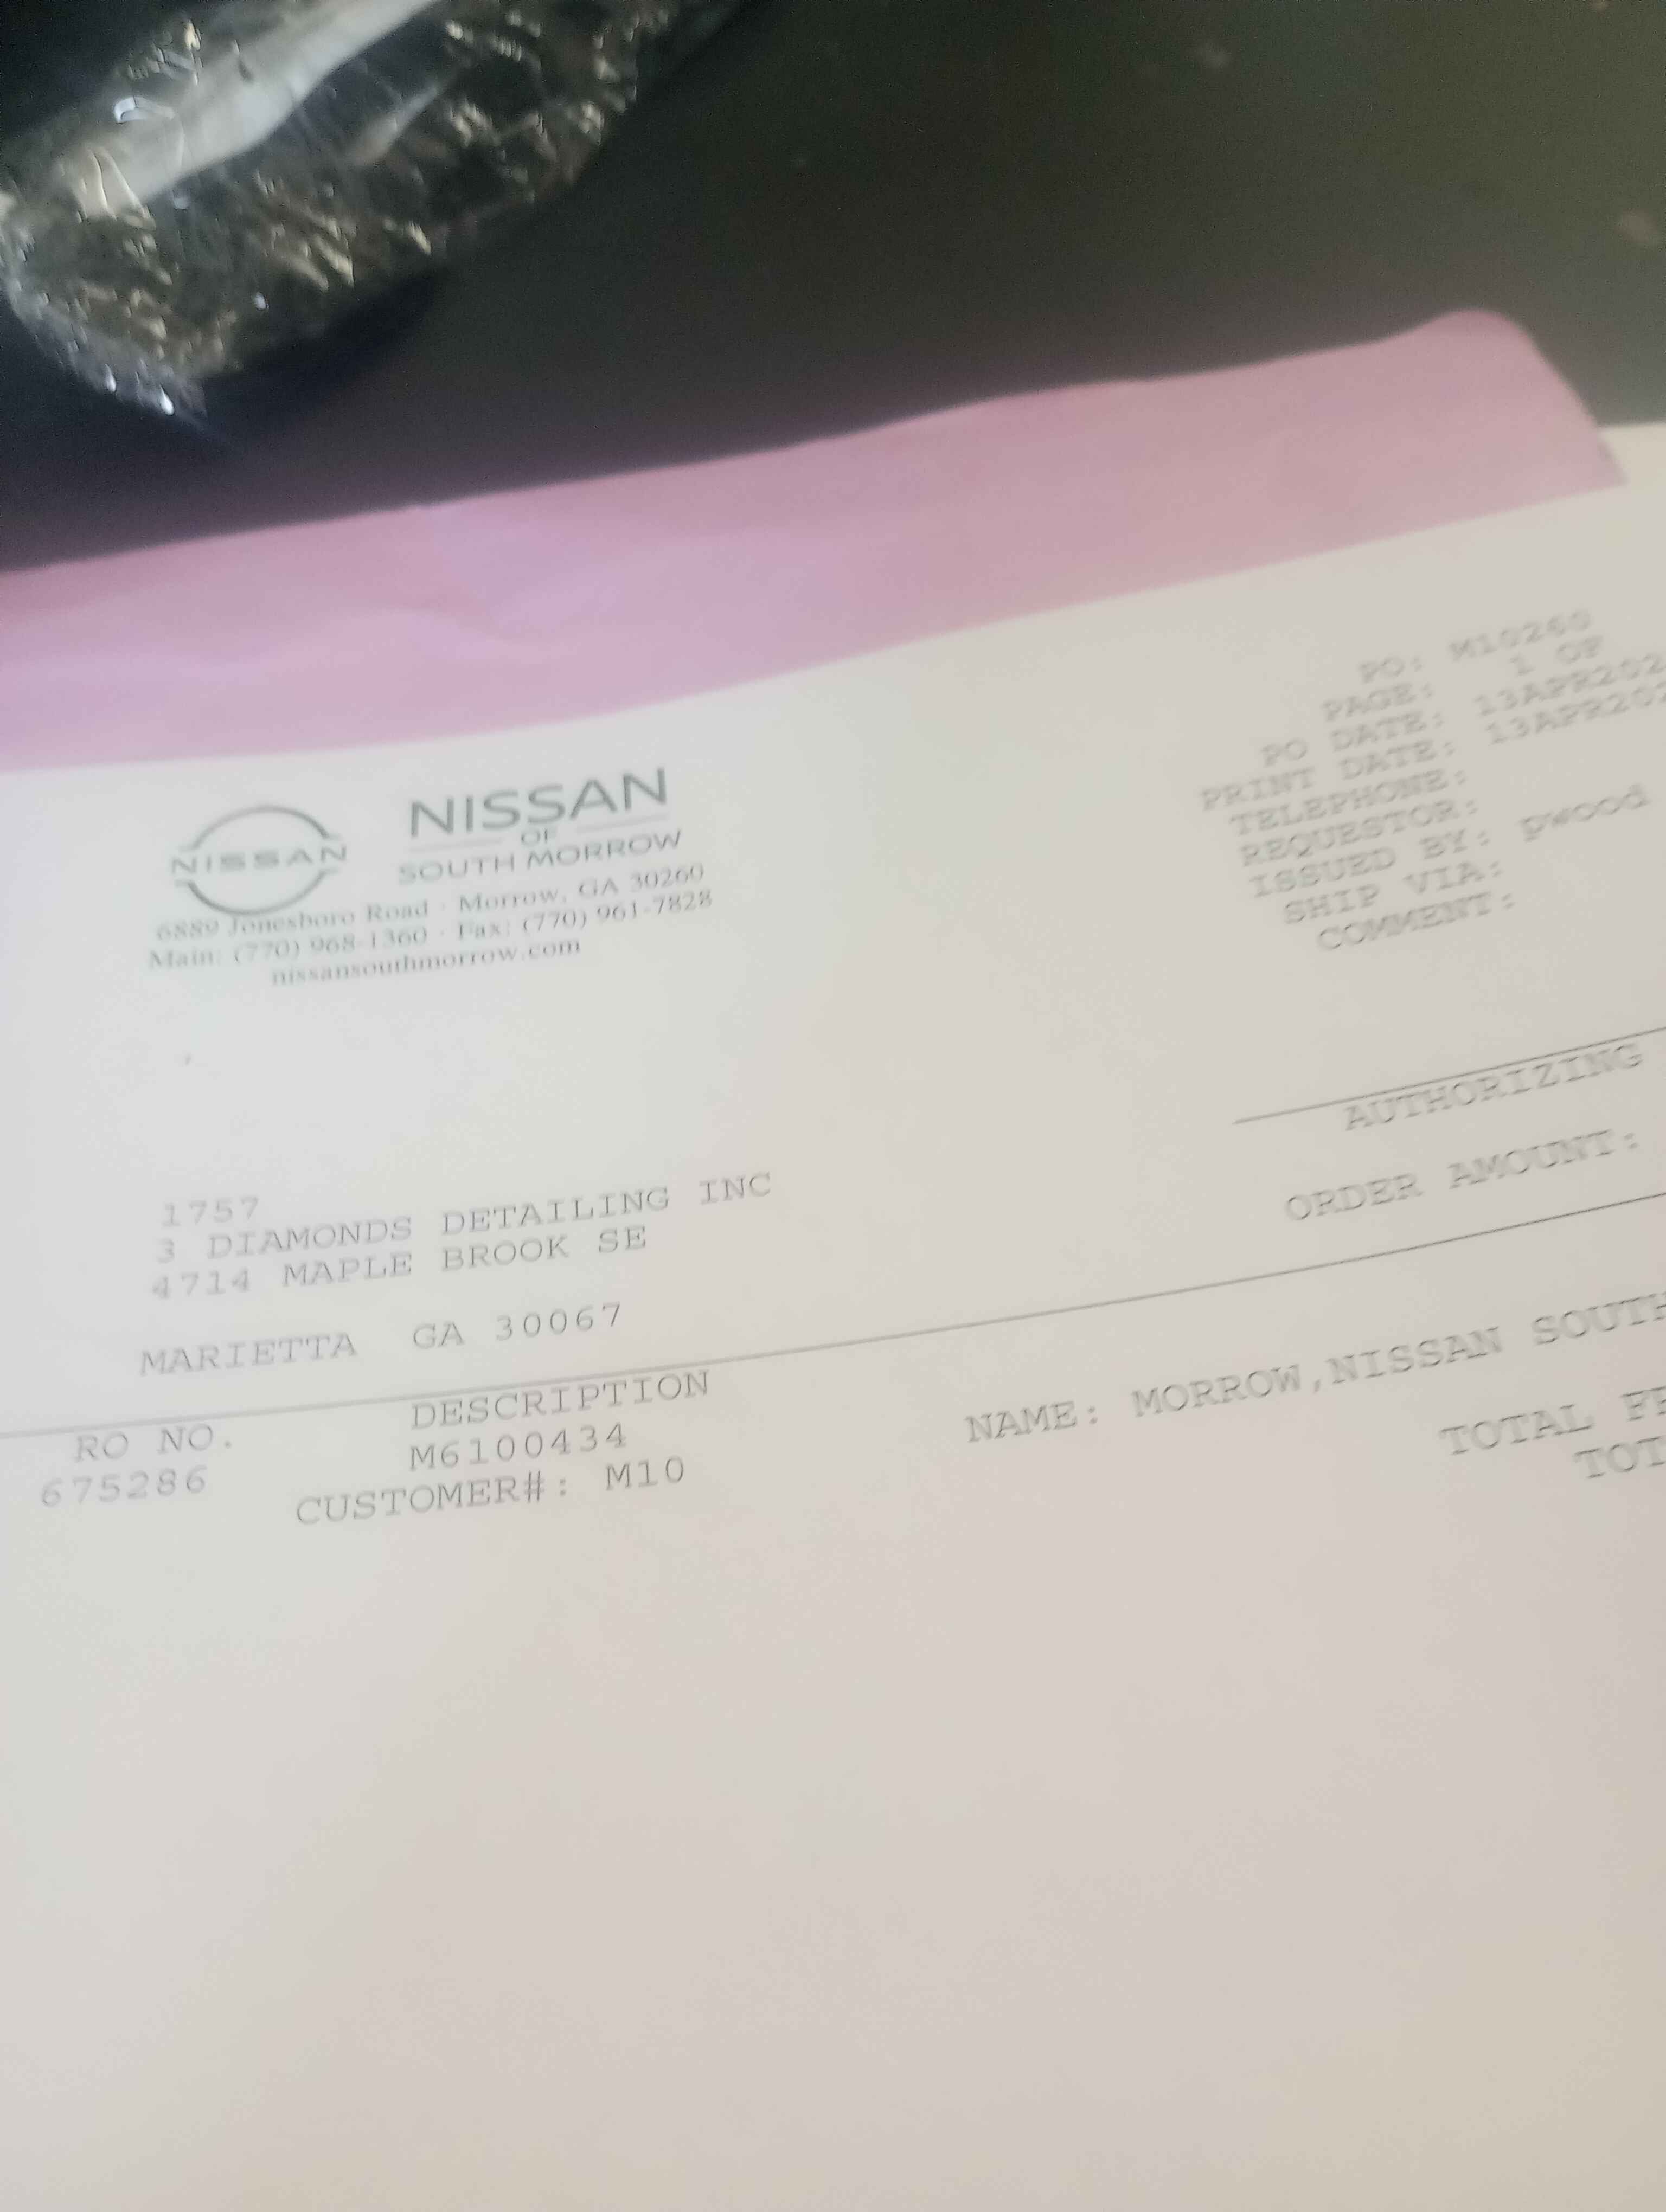 NISSAN
NISSAN
OF
SOUTH MORROW
6889 Jonesboro Road · Morrow, GA 30260
Main: (770) 968-1360 · Fax: (770) 961-7828
nissansouthmorrow.com
PO: M10260
PAGE: 1 OF
PO DATE: 13APR202
PRINT DATE: 13APR202
TELEPHONE:
REQUESTOR:
ISSUED BY: pwood
SHIP VIA:
COMMENT:
AUTHORIZING
ORDER AMOUNT:
1757
3 DIAMONDS DETAILING INC
4714 MAPLE BROOK SE
MARIETTA GA 30067
RO NO. DESCRIPTION
675286 M6100434
CUSTOMER#: M10 NAME: MORROW,NISSAN SOUTH
TOTAL